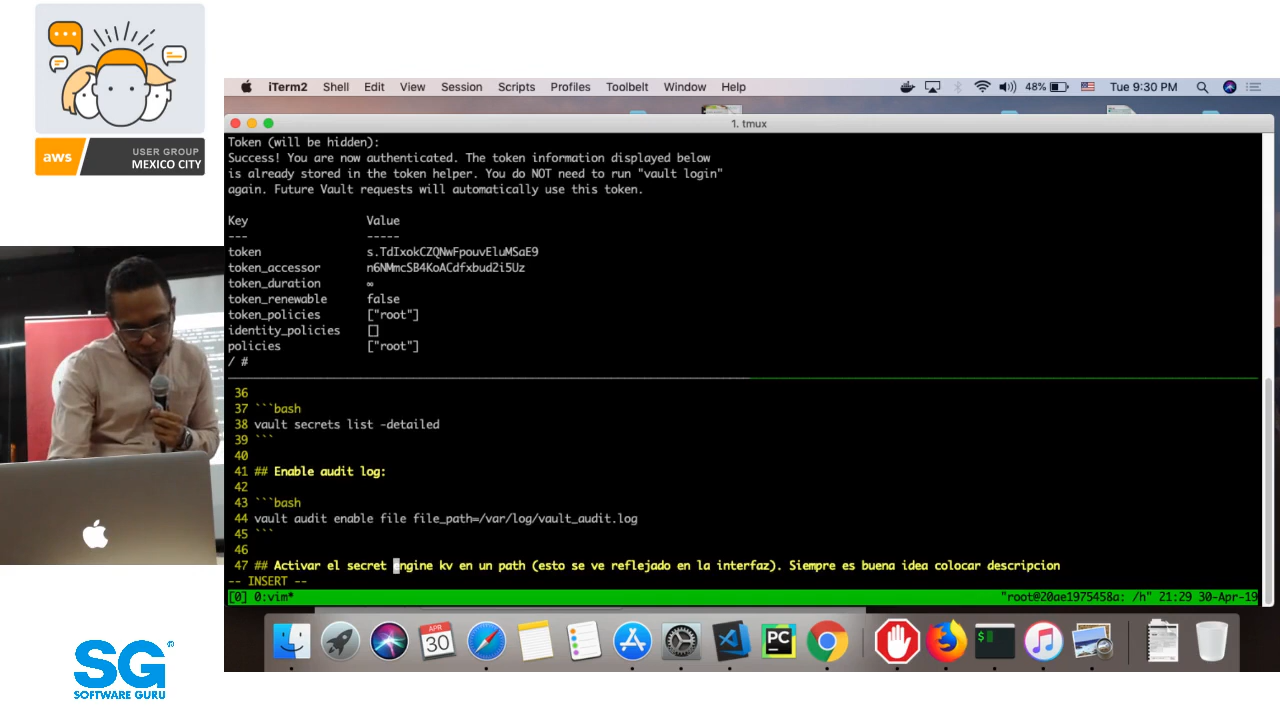 aws
USER GROUP
MEXICO CITY
iTerm2 Shell Edit View Session Scripts Profiles Toolbelt Window Help 48% Tue 9:30 PM
1. tmux
Token (will be hidden):
Success! You are now authenticated. The token information displayed below
is already stored in the token helper. You do NOT need to run "vault login"
again. Future Vault requests will automatically use this token.
Key Value
--- -----
token s.TdIxokCZQNwFpouvEluMSaE9
token_accessor n6NMmcSB4KoACdfxbud2i5Uz
token_duration ∞
token_renewable false
token_policies ["root"]
identity_policies []
policies ["root"]
/ #
36
37 ```bash
38 vault secrets list -detailed
39 ```
40
41 ## Enable audit log:
42
43 ```bash
44 vault audit enable file file_path=/var/log/vault_audit.log
45 ```
46
47 ## Activar el secret engine kv en un path (esto se ve reflejado en la interfaz). Siempre es buena idea colocar descripcion
-- INSERT --
[0] 0:vim* "root@20ae1975458a: /h" 21:29 30-Apr-19
APR
30
PC
$
SG®
SOFTWARE GURU